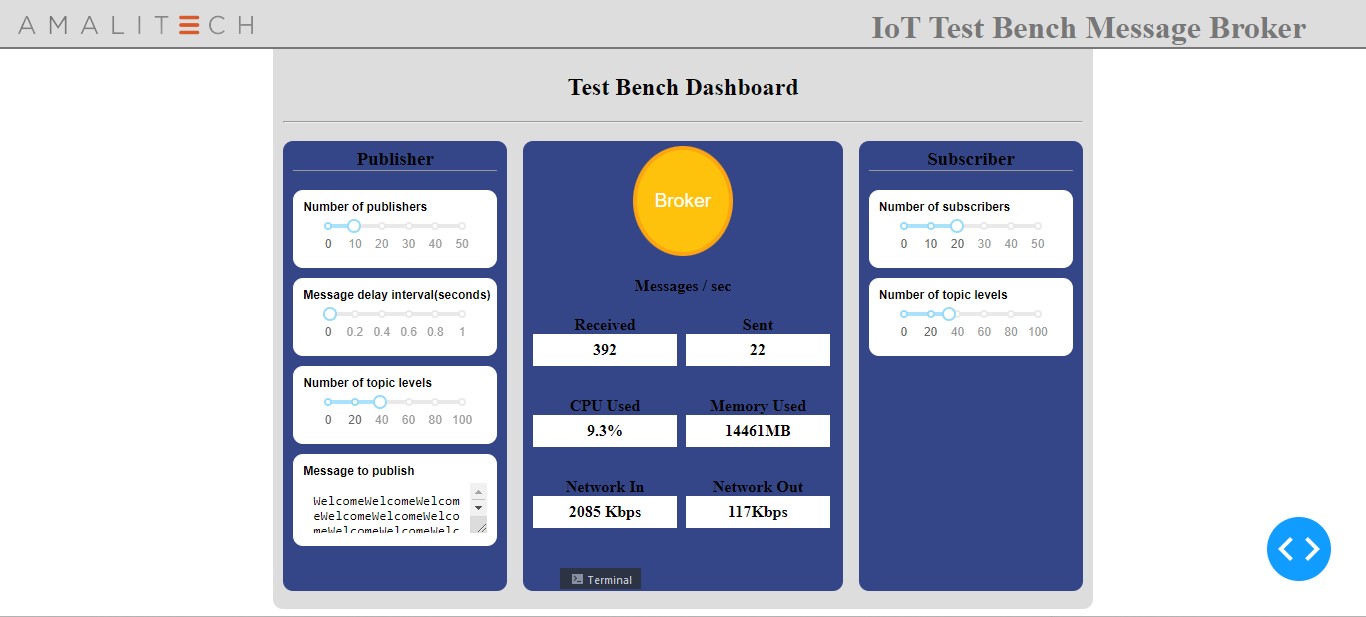 AMALITECH
IoT Test Bench Message Broker
Test Bench Dashboard
Publisher
Number of publishers
0 10 20 30 40 50
Message delay interval(seconds)
0 0.2 0.4 0.6 0.8 1
Number of topic levels
0 20 40 60 80 100
Message to publish
WelcomeWelcomeWelcom
eWelcomeWelcomeWelco
meWelcomeWelcomeWelc
Broker
Messages / sec
Received Sent
392 22
CPU Used Memory Used
9.3% 14461MB
Network In Network Out
2085 Kbps 117Kbps
Terminal
Subscriber
Number of subscribers
0 10 20 30 40 50
Number of topic levels
0 20 40 60 80 100